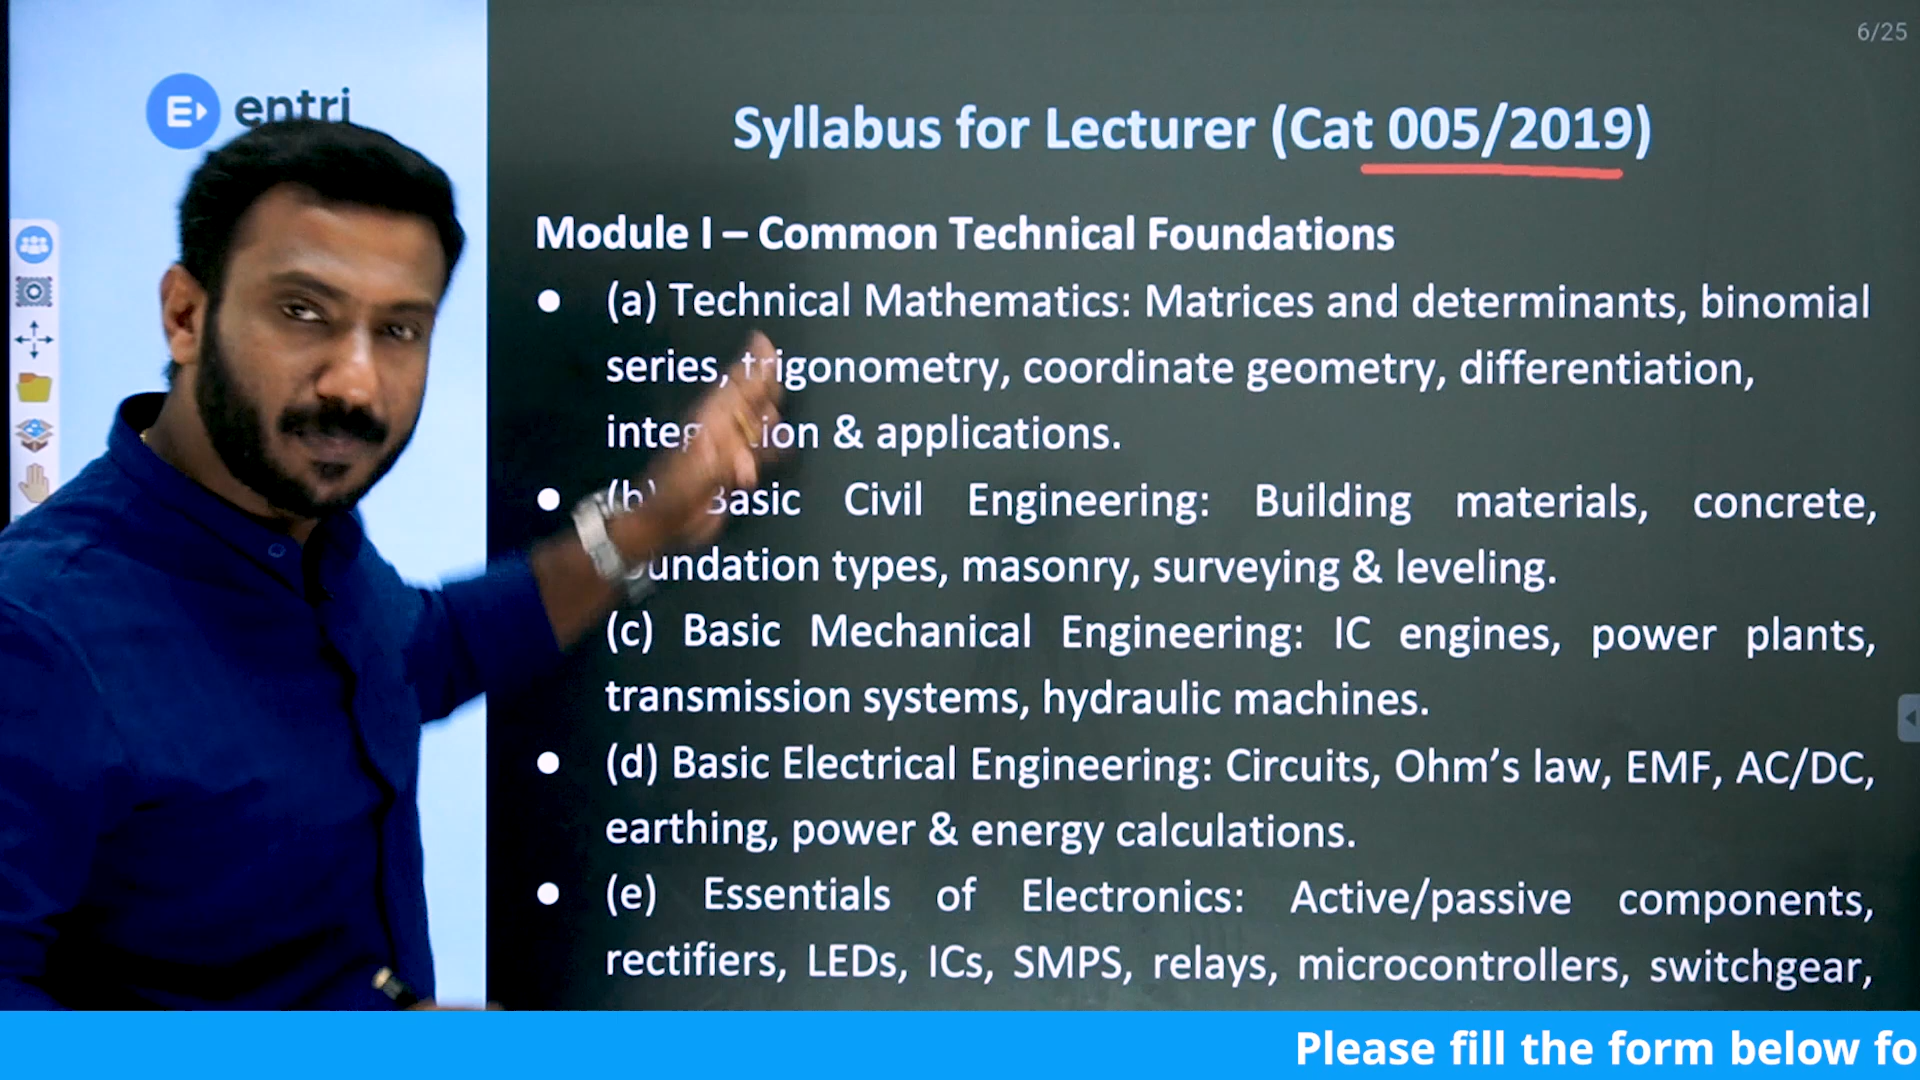 6/25
entri
Syllabus for Lecturer (Cat 005/2019)
Module I – Common Technical Foundations
● (a) Technical Mathematics: Matrices and determinants, binomial
series, trigonometry, coordinate geometry, differentiation,
integration & applications.
● (b) Basic Civil Engineering: Building materials, concrete,
foundation types, masonry, surveying & leveling.
(c) Basic Mechanical Engineering: IC engines, power plants,
transmission systems, hydraulic machines.
● (d) Basic Electrical Engineering: Circuits, Ohm’s law, EMF, AC/DC,
earthing, power & energy calculations.
● (e) Essentials of Electronics: Active/passive components,
rectifiers, LEDs, ICs, SMPS, relays, microcontrollers, switchgear,
Please fill the form below fo